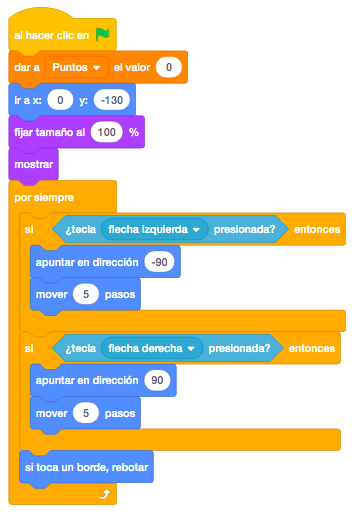 al hacer clic en
dar a Puntos el valor 0
ir a x: 0 y: -130
fijar tamaño al 100 %
mostrar
por siempre
si ¿tecla flecha izquierda presionada? entonces
apuntar en dirección -90
mover 5 pasos
si ¿tecla flecha derecha presionada? entonces
apuntar en dirección 90
mover 5 pasos
si toca un borde, rebotar